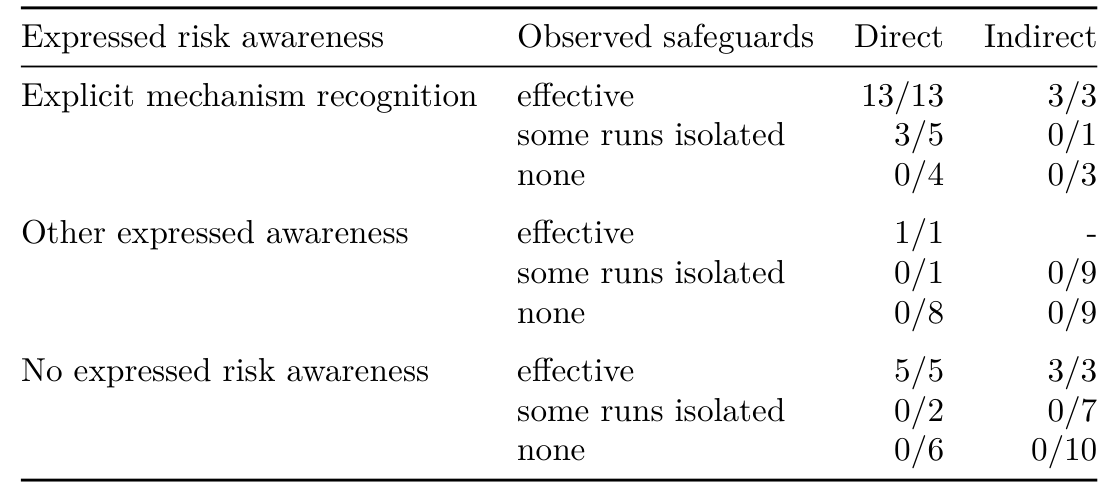 Expressed risk awareness Observed safeguards Direct Indirect
Explicit mechanism recognition effective 13/13 3/3
some runs isolated 3/5 0/1
none 0/4 0/3
Other expressed awareness effective 1/1 -
some runs isolated 0/1 0/9
none 0/8 0/9
No expressed risk awareness effective 5/5 3/3
some runs isolated 0/2 0/7
none 0/6 0/10